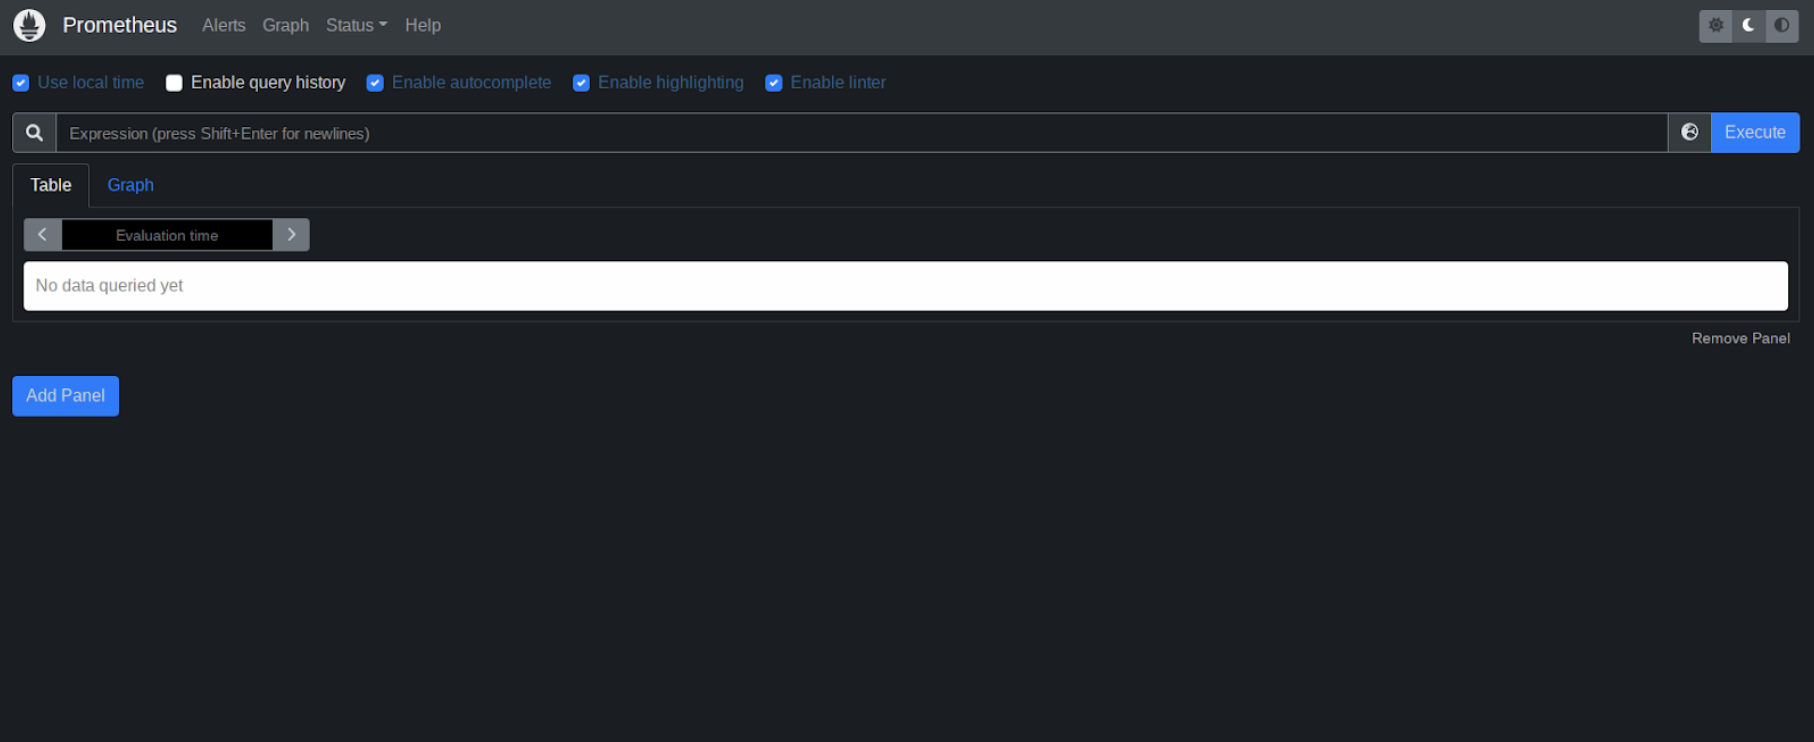 Prometheus Alerts Graph Status Help
Use local time Enable query history Enable autocomplete Enable highlighting Enable linter
Expression (press Shift+Enter for newlines) Execute
Table Graph
Evaluation time
No data queried yet
Remove Panel
Add Panel